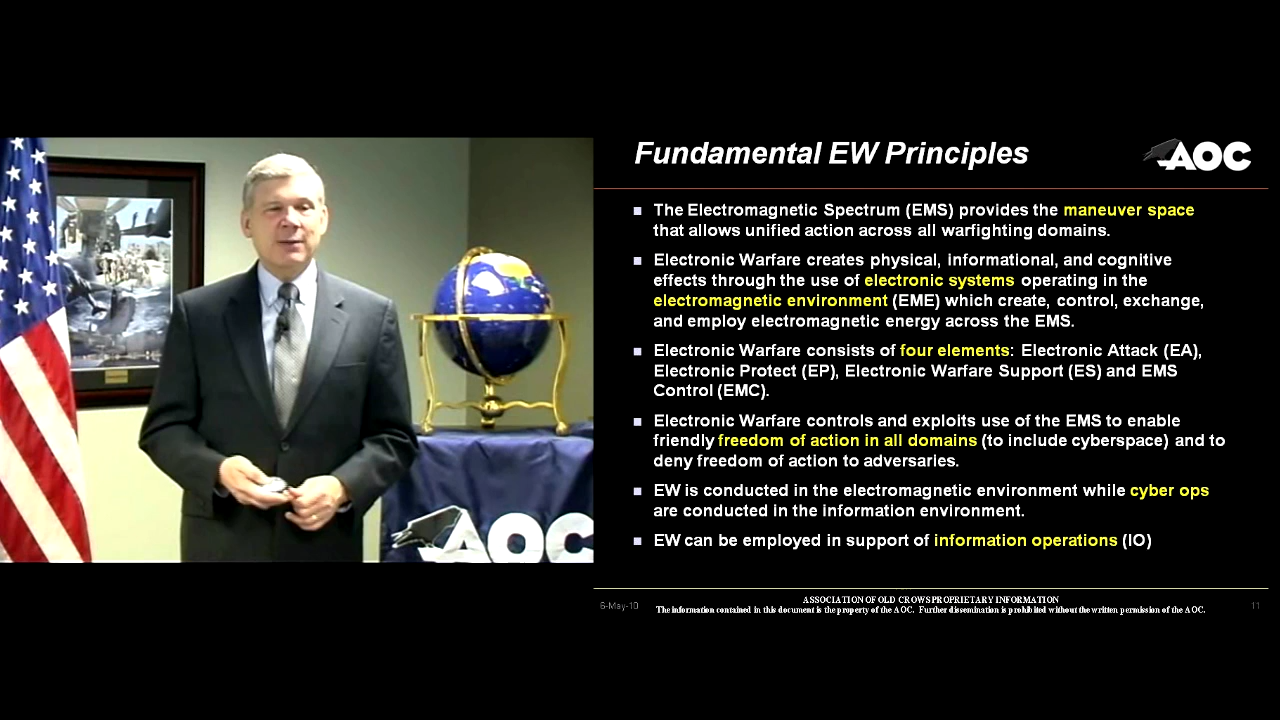 Fundamental EW Principles
AOC
The Electromagnetic Spectrum (EMS) provides the maneuver space
that allows unified action across all warfighting domains.
Electronic Warfare creates physical, informational, and cognitive
effects through the use of electronic systems operating in the
electromagnetic environment (EME) which create, control, exchange,
and employ electromagnetic energy across the EMS.
Electronic Warfare consists of four elements: Electronic Attack (EA),
Electronic Protect (EP), Electronic Warfare Support (ES) and EMS
Control (EMC).
Electronic Warfare controls and exploits use of the EMS to enable
friendly freedom of action in all domains (to include cyberspace) and to
deny freedom of action to adversaries.
EW is conducted in the electromagnetic environment while cyber ops
are conducted in the information environment.
EW can be employed in support of information operations (IO)
AOC
6-May-10
ASSOCIATION OF OLD CROWS PROPRIETARY INFORMATION
The information contained in this document is the property of the AOC. Further dissemination is prohibited without the written permission of the AOC.
11